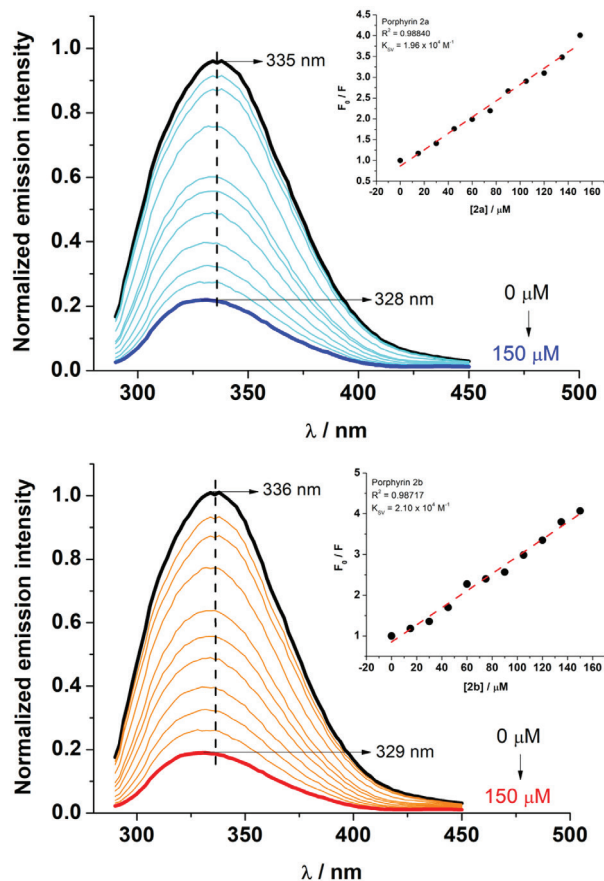 Normalized emission intensity
1.0
0.8
0.6
0.4
0.2
0.0
335 nm
328 nm
0 μM
150 μM
300
350
400
450
500
λ / nm
Porphyrin 2a
R² = 0.98840
K_SV = 1.96 x 10⁴ M⁻¹
F₀ / F
4.5
4.0
3.5
3.0
2.5
2.0
1.5
1.0
0.5
-20 0 20 40 60 80 100 120 140 160
[2a] / μM
Normalized emission intensity
1.0
0.8
0.6
0.4
0.2
0.0
336 nm
329 nm
0 μM
150 μM
300
350
400
450
500
λ / nm
Porphyrin 2b
R² = 0.98717
K_SV = 2.10 x 10⁴ M⁻¹
F₀ / F
5
4
3
2
1
-20 0 20 40 60 80 100 120 140 160
[2b] / μM